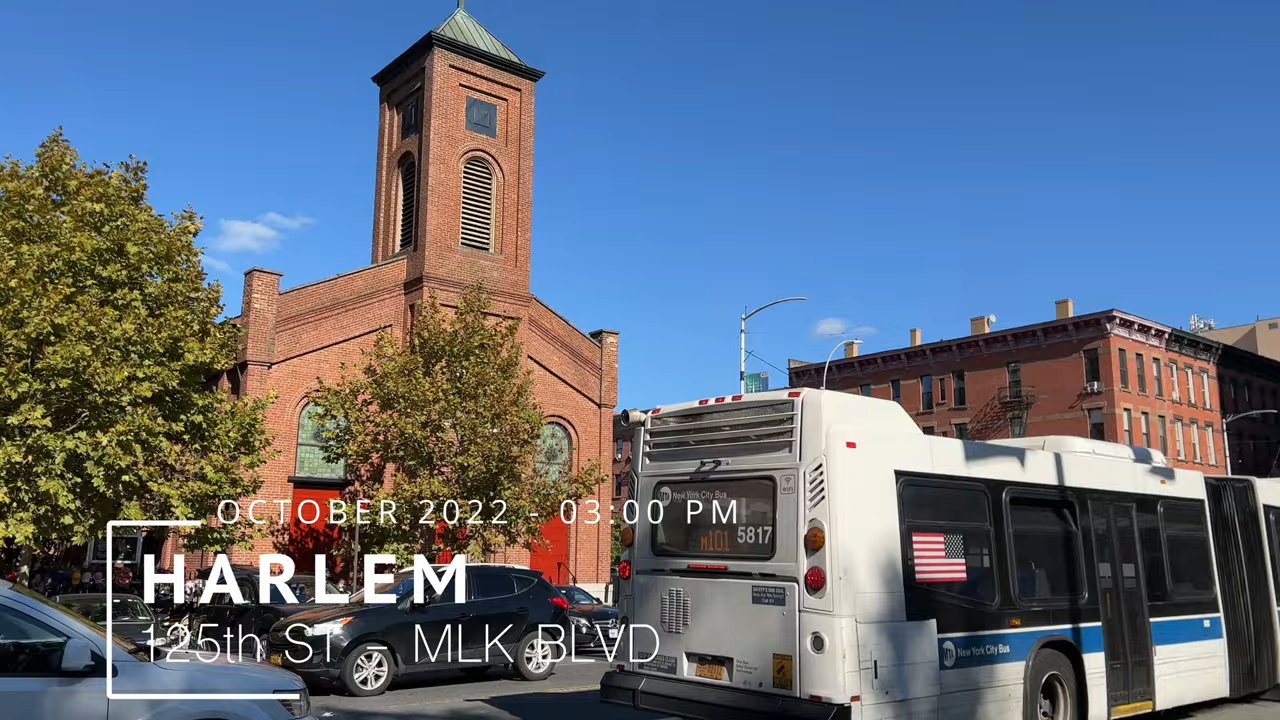 OCTOBER 2022 - 03:00 PM
HARLEM
125th ST - MLK BLVD
New York City Bus
5817
M101
WIFI
New York City Bus